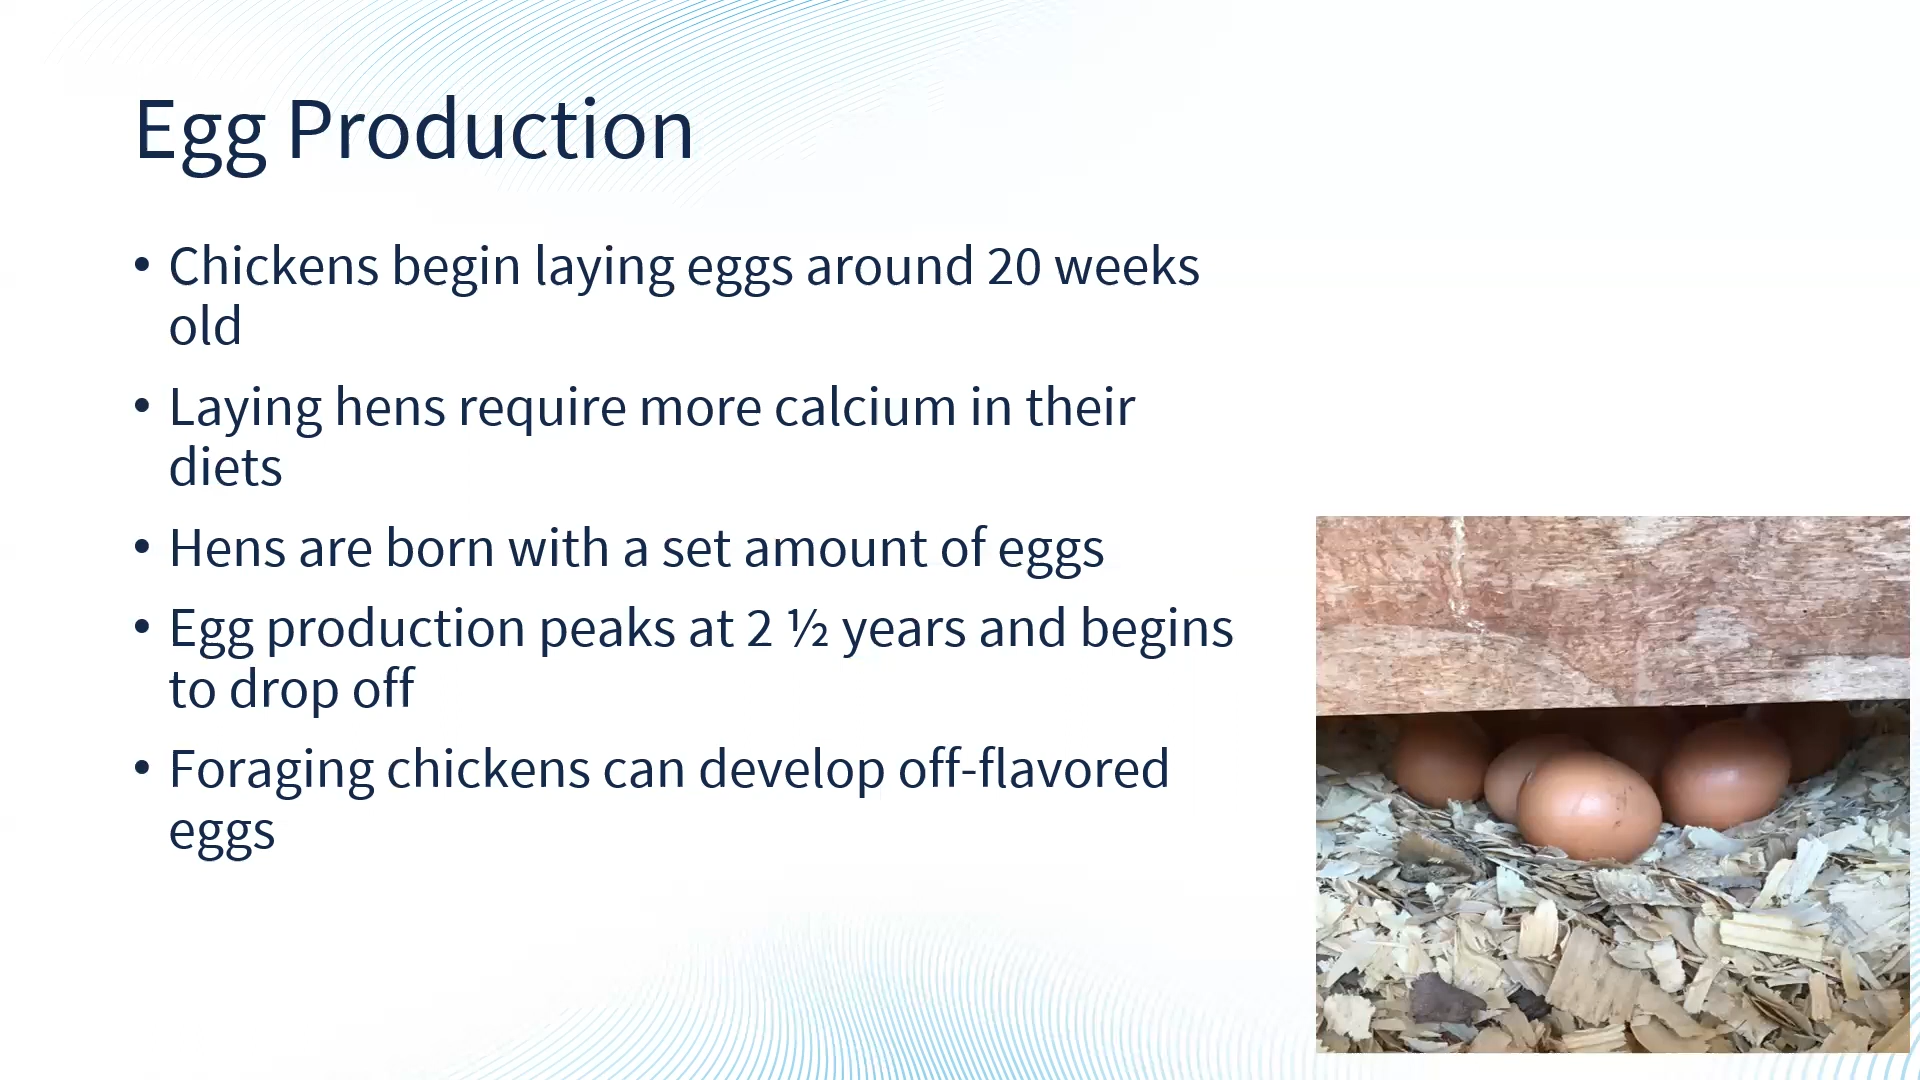 Egg Production
• Chickens begin laying eggs around 20 weeks
old
• Laying hens require more calcium in their
diets
• Hens are born with a set amount of eggs
• Egg production peaks at 2 ½ years and begins
to drop off
• Foraging chickens can develop off-flavored
eggs